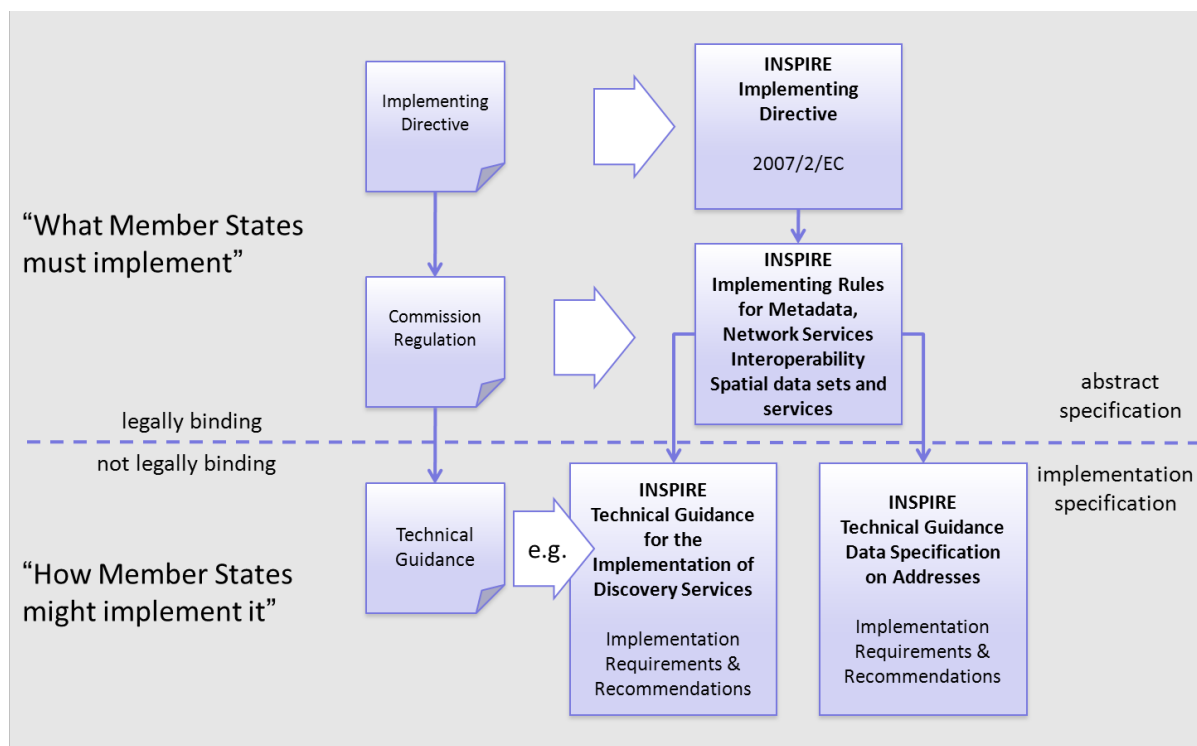 Implementing
Directive
INSPIRE
Implementing
Directive
2007/2/EC
“What Member States
must implement”
Commission
Regulation
INSPIRE
Implementing Rules
for Metadata,
Network Services
Interoperability
Spatial data sets and
services
abstract
specification
legally binding
not legally binding
implementation
specification
Technical
Guidance
e.g.
INSPIRE
Technical Guidance
for the
Implementation of
Discovery Services
Implementation
Requirements &
Recommendations
INSPIRE
Technical Guidance
Data Specification
on Addresses
Implementation
Requirements &
Recommendations
“How Member States
might implement it”